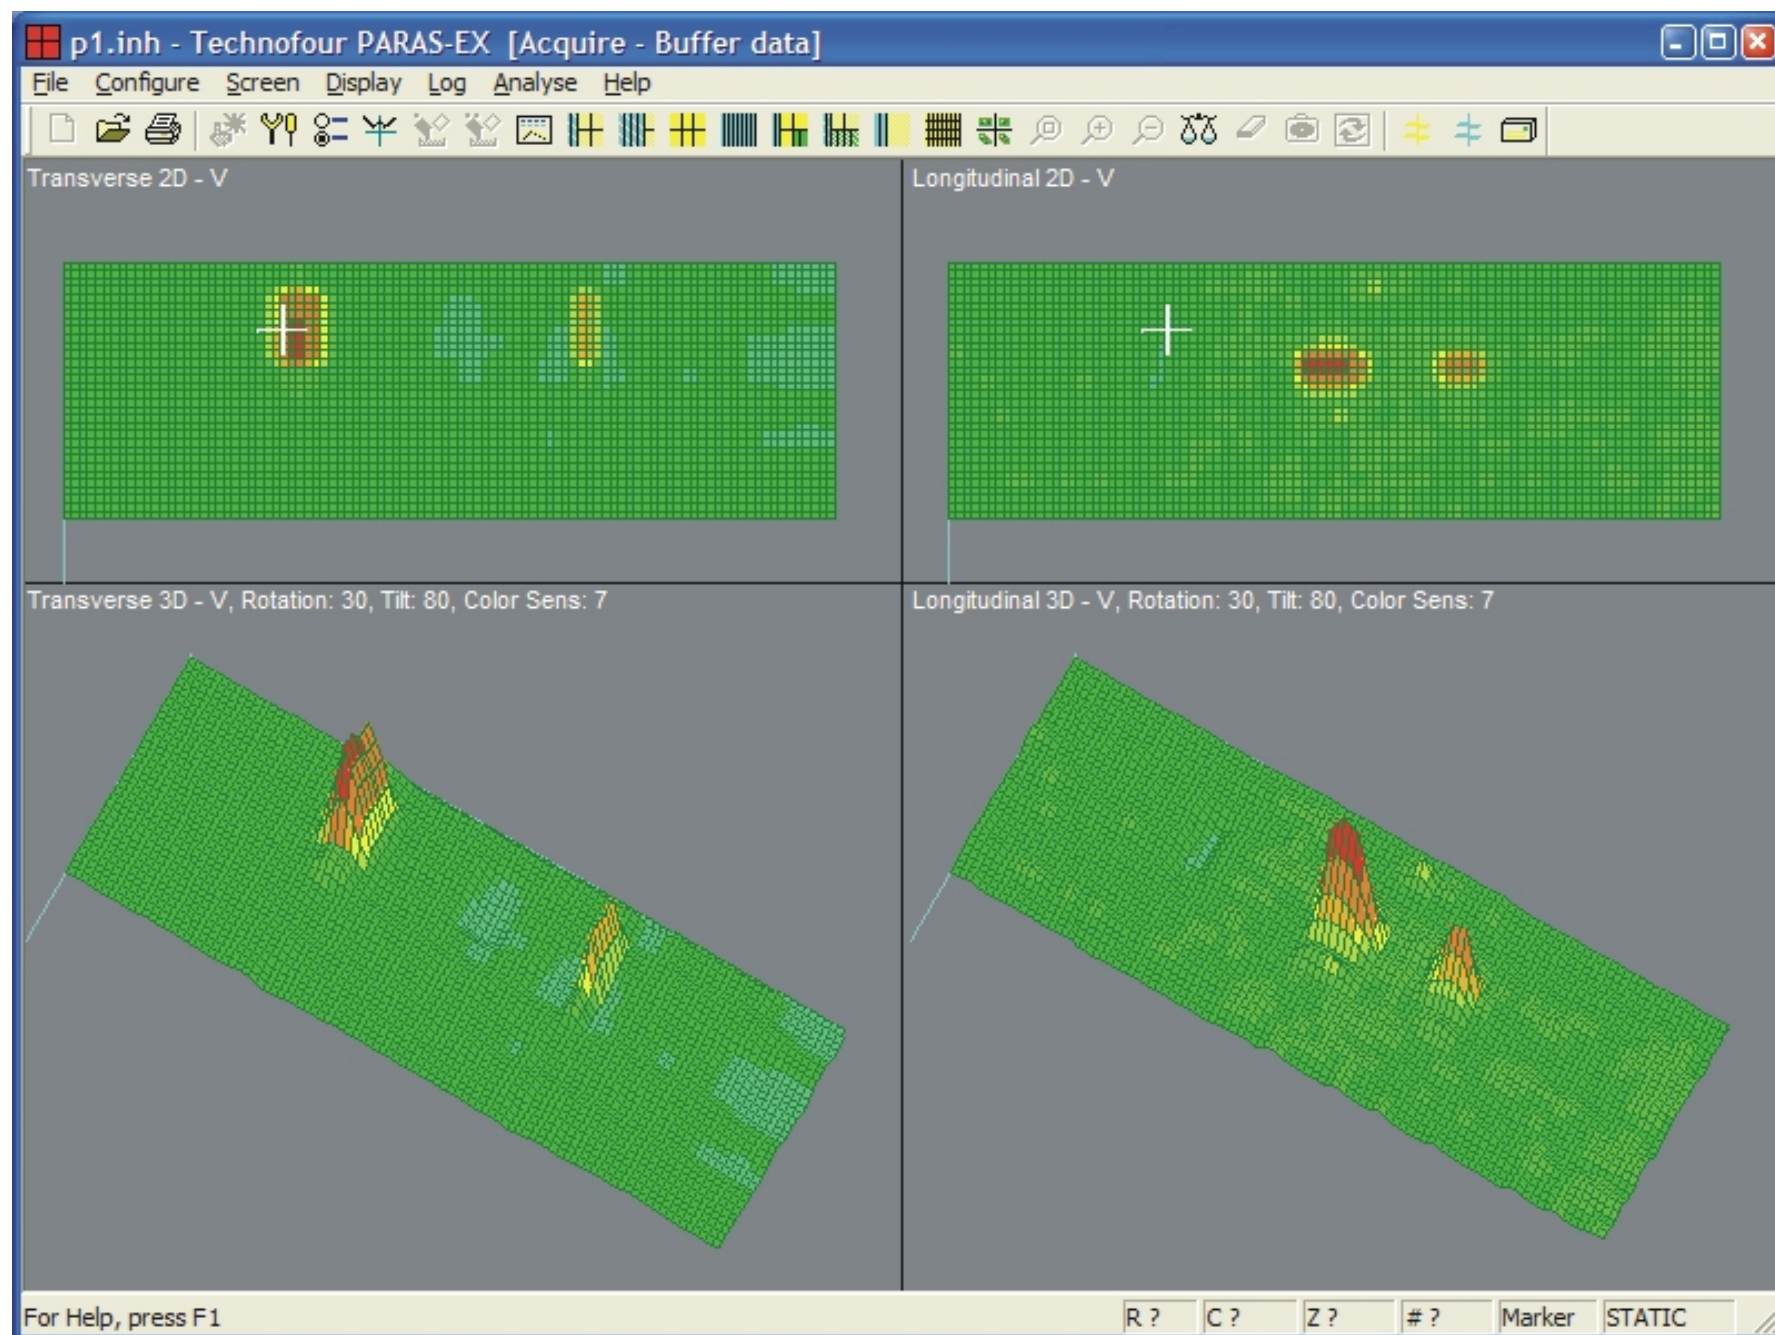 p1.inh - Technofour PARAS-EX [Acquire - Buffer data]
File Configure Screen Display Log Analyse Help
Transverse 2D - V
Longitudinal 2D - V
Transverse 3D - V, Rotation: 30, Tilt: 80, Color Sens: 7
Longitudinal 3D - V, Rotation: 30, Tilt: 80, Color Sens: 7
For Help, press F1
R ? C ? Z ? # ? Marker STATIC